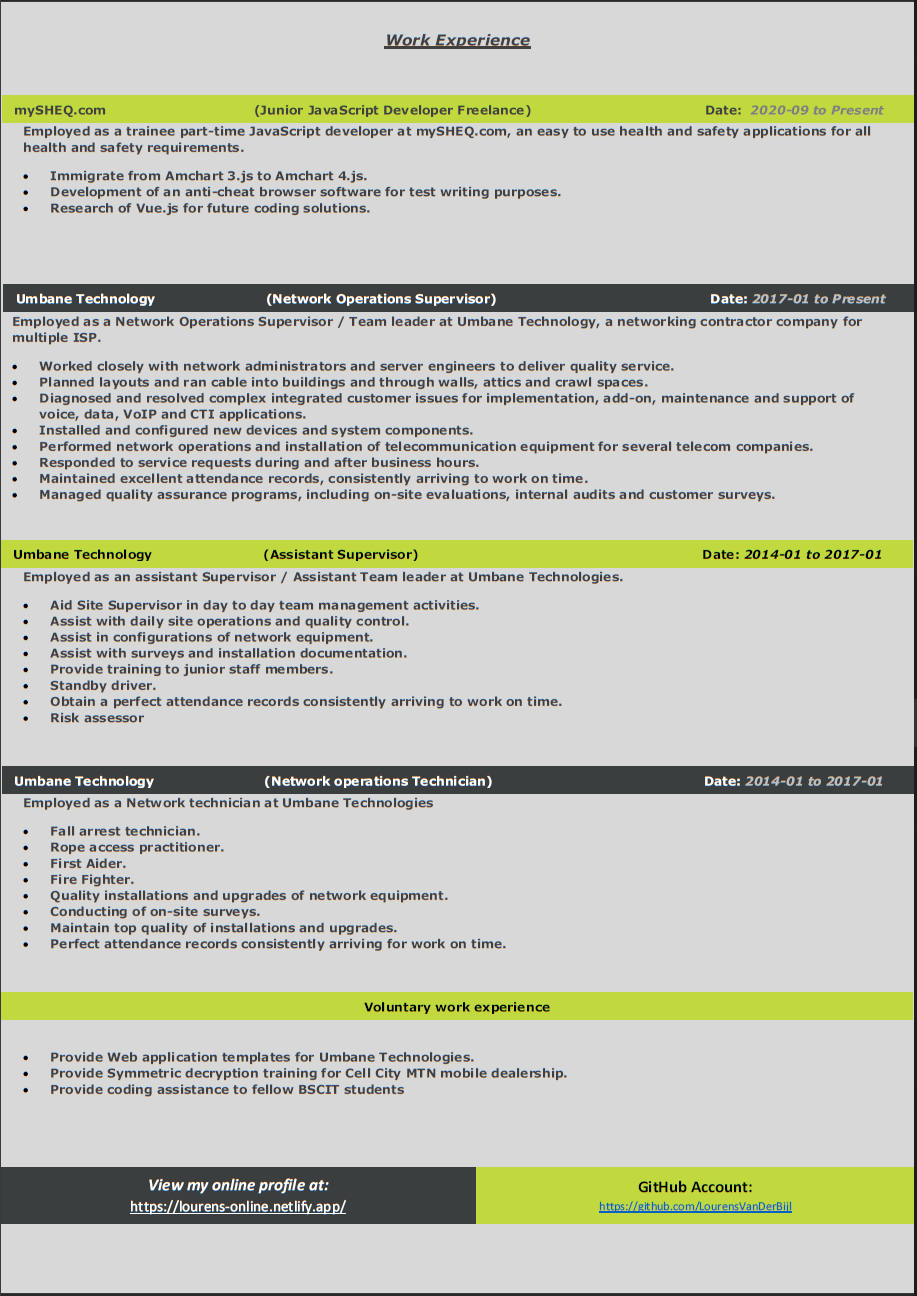 Work Experience
mySHEQ.com (Junior JavaScript Developer Freelance) Date: 2020-09 to Present
Employed as a trainee part-time JavaScript developer at mySHEQ.com, an easy to use health and safety applications for all
health and safety requirements.
• Immigrate from Amchart 3.js to Amchart 4.js.
• Development of an anti-cheat browser software for test writing purposes.
• Research of Vue.js for future coding solutions.
Umbane Technology (Network Operations Supervisor) Date: 2017-01 to Present
Employed as a Network Operations Supervisor / Team leader at Umbane Technology, a networking contractor company for
multiple ISP.
• Worked closely with network administrators and server engineers to deliver quality service.
• Planned layouts and ran cable into buildings and through walls, attics and crawl spaces.
• Diagnosed and resolved complex integrated customer issues for implementation, add-on, maintenance and support of
voice, data, VoIP and CTI applications.
• Installed and configured new devices and system components.
• Performed network operations and installation of telecommunication equipment for several telecom companies.
• Responded to service requests during and after business hours.
• Maintained excellent attendance records, consistently arriving to work on time.
• Managed quality assurance programs, including on-site evaluations, internal audits and customer surveys.
Umbane Technology (Assistant Supervisor) Date: 2014-01 to 2017-01
Employed as an assistant Supervisor / Assistant Team leader at Umbane Technologies.
• Aid Site Supervisor in day to day team management activities.
• Assist with daily site operations and quality control.
• Assist in configurations of network equipment.
• Assist with surveys and installation documentation.
• Provide training to junior staff members.
• Standby driver.
• Obtain a perfect attendance records consistently arriving to work on time.
• Risk assessor
Umbane Technology (Network operations Technician) Date: 2014-01 to 2017-01
Employed as a Network technician at Umbane Technologies
• Fall arrest technician.
• Rope access practitioner.
• First Aider.
• Fire Fighter.
• Quality installations and upgrades of network equipment.
• Conducting of on-site surveys.
• Maintain top quality of installations and upgrades.
• Perfect attendance records consistently arriving for work on time.
Voluntary work experience
• Provide Web application templates for Umbane Technologies.
• Provide Symmetric decryption training for Cell City MTN mobile dealership.
• Provide coding assistance to fellow BSCIT students
View my online profile at:
https://lourens-online.netlify.app/
GitHub Account:
https://github.com/LourensVanDerBijl